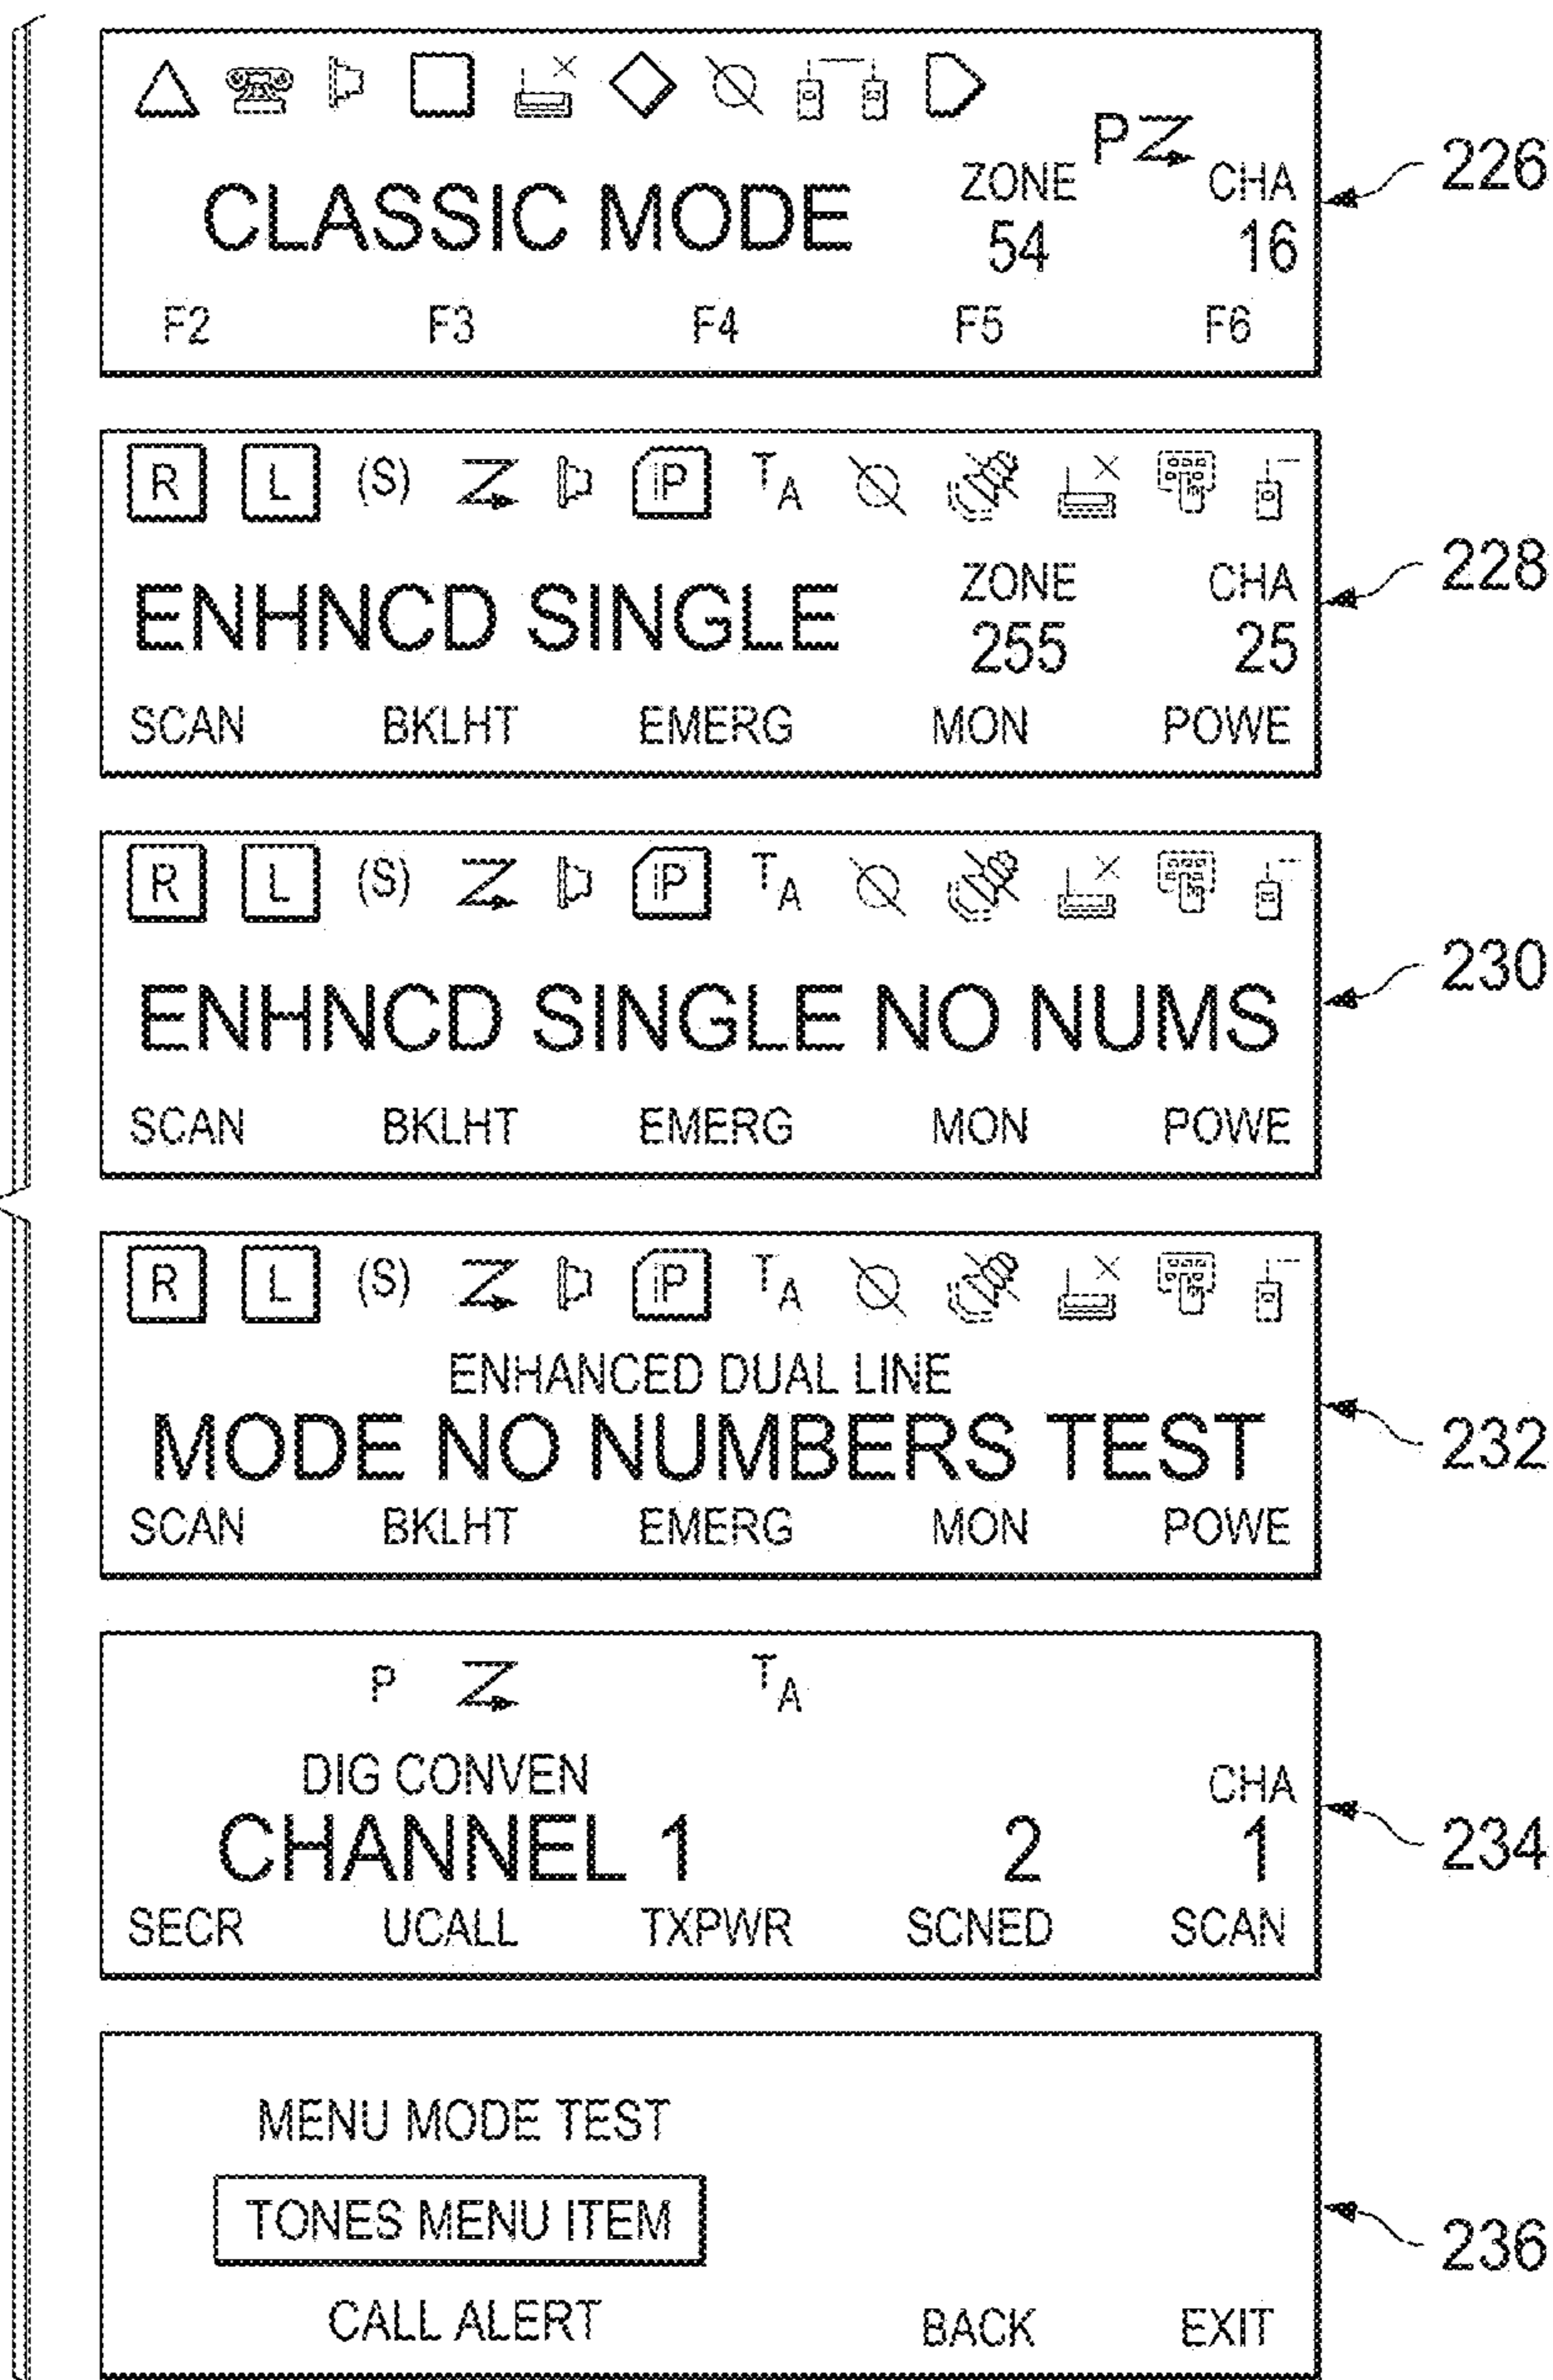 PZ
ZONE CHA
226
CLASSIC MODE 54 16
F2 F3 F4 F5 F6
R L (S) Z IP TA
ZONE CHA
228
ENHNCD SINGLE 255 25
SCAN BKLHT EMERG MON POWE
R L (S) Z IP TA
230
ENHNCD SINGLE NO NUMS
SCAN BKLHT EMERG MON POWE
R L (S) Z IP TA
ENHANCED DUAL LINE
MODE NO NUMBERS TEST
232
SCAN BKLHT EMERG MON POWE
P Z TA
DIG CONVEN CHA
CHANNEL 1 2 1
234
SECR UCALL TXPWR SCNED SCAN
MENU MODE TEST
TONES MENU ITEM
236
CALL ALERT BACK EXIT